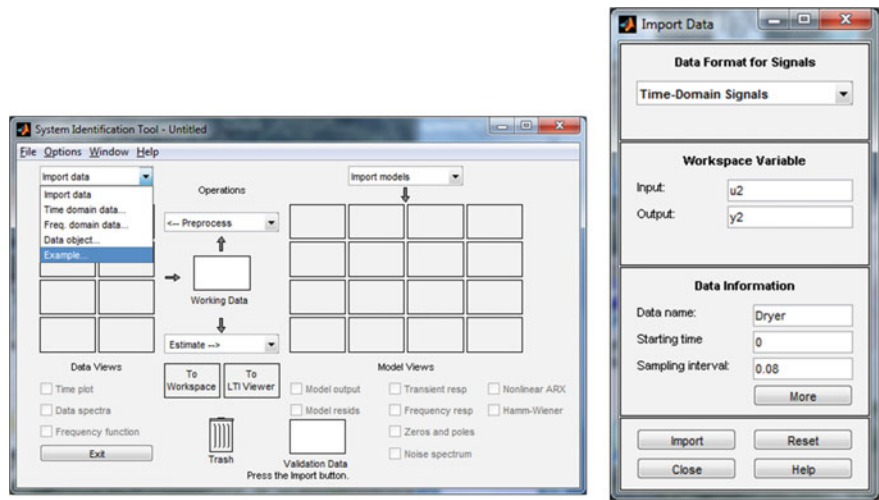 System Identification Tool - Untitled
File Options Window Help
Import data
Import data
Time domain data...
Freq. domain data...
Data object...
Example...
Operations
<-- Preprocess
Working Data
Estimate -->
Import models
Data Views
Time plot
Data spectra
Frequency function
Exit
To Workspace
To LTI Viewer
Trash
Model Views
Model output
Transient resp
Nonlinear ARX
Model resids
Frequency resp
Hamm-Wiener
Zeros and poles
Noise spectrum
Validation Data
Press the Import button.
Import Data
Data Format for Signals
Time-Domain Signals
Workspace Variable
Input: u2
Output: y2
Data Information
Data name: Dryer
Starting time 0
Sampling interval: 0.08
More
Import Reset
Close Help